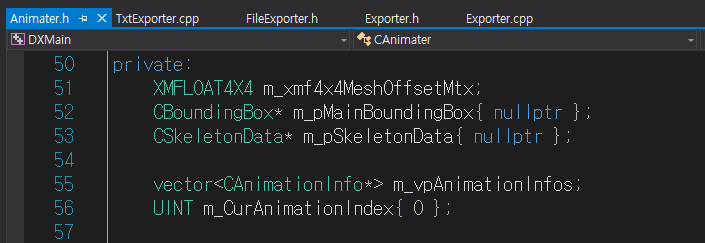 Animater.h TxtExporter.cpp FileExporter.h Exporter.h Exporter.cpp
DXMain CAnimater
50 private:
51 XMFLOAT4X4 m_xmf4x4MeshOffsetMtx;
52 CBoundingBox* m_pMainBoundingBox{ nullptr };
53 CSkeletonData* m_pSkeletonData{ nullptr };
54
55 vector<CAnimationInfo*> m_vpAnimationInfos;
56 UINT m_CurAnimationIndex{ 0 };
57